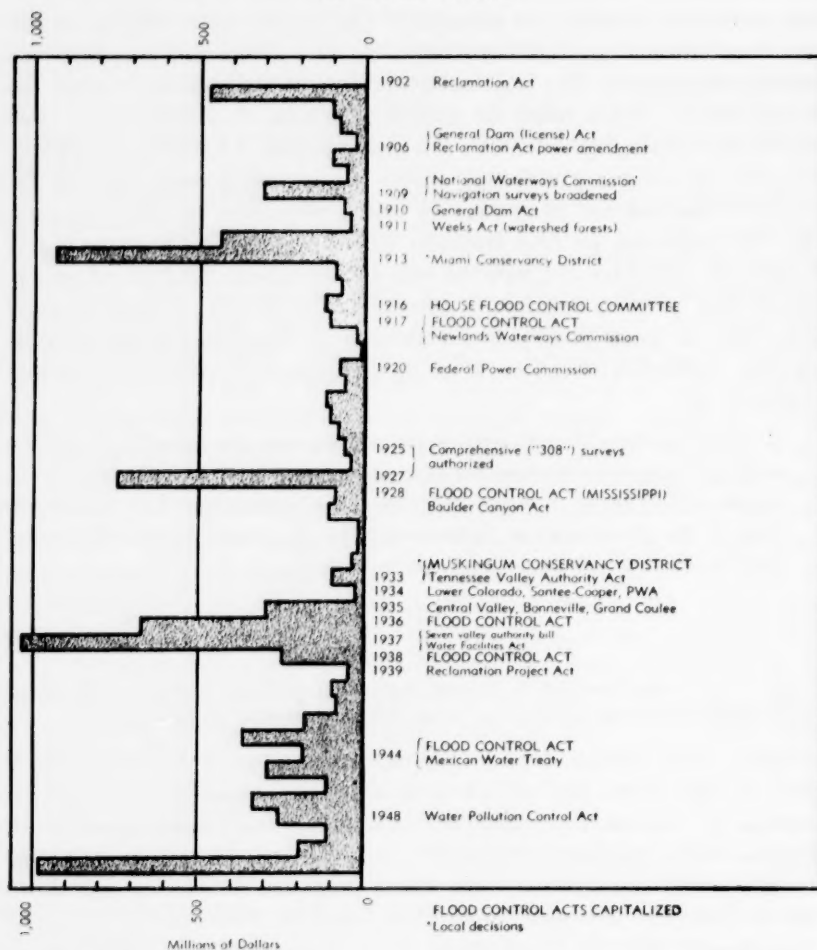 1,000
500
0
1902 Reclamation Act
General Dam (license) Act
1906 Reclamation Act power amendment
National Waterways Commission'
1909 Navigation surveys broadened
1910 General Dam Act
1911 Weeks Act (watershed forests)
1913 *Miami Conservancy District
1916 HOUSE FLOOD CONTROL COMMITTEE
1917 FLOOD CONTROL ACT
Newlands Waterways Commission
1920 Federal Power Commission
1925 Comprehensive ("308") surveys
authorized
1927
1928 FLOOD CONTROL ACT (MISSISSIPPI)
Boulder Canyon Act
*MUSKINGUM CONSERVANCY DISTRICT
1933 Tennessee Valley Authority Act
1934 Lower Colorado, Santee-Cooper, PWA
1935 Central Valley, Bonneville, Grand Coulee
1936 FLOOD CONTROL ACT
1937 Seven valley authority bill
Water Facilities Act
1938 FLOOD CONTROL ACT
1939 Reclamation Project Act
FLOOD CONTROL ACT
1944 Mexican Water Treaty
1948 Water Pollution Control Act
1,000
500
0
Millions of Dollars
FLOOD CONTROL ACTS CAPITALIZED
*Local decisions